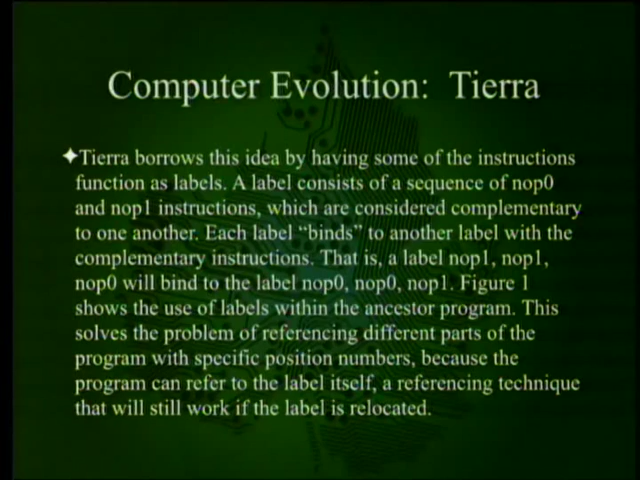 Computer Evolution: Tierra
✦Tierra borrows this idea by having some of the instructions
function as labels. A label consists of a sequence of nop0
and nop1 instructions, which are considered complementary
to one another. Each label “binds” to another label with the
complementary instructions. That is, a label nop1, nop1,
nop0 will bind to the label nop0, nop0, nop1. Figure 1
shows the use of labels within the ancestor program. This
solves the problem of referencing different parts of the
program with specific position numbers, because the
program can refer to the label itself, a referencing technique
that will still work if the label is relocated.